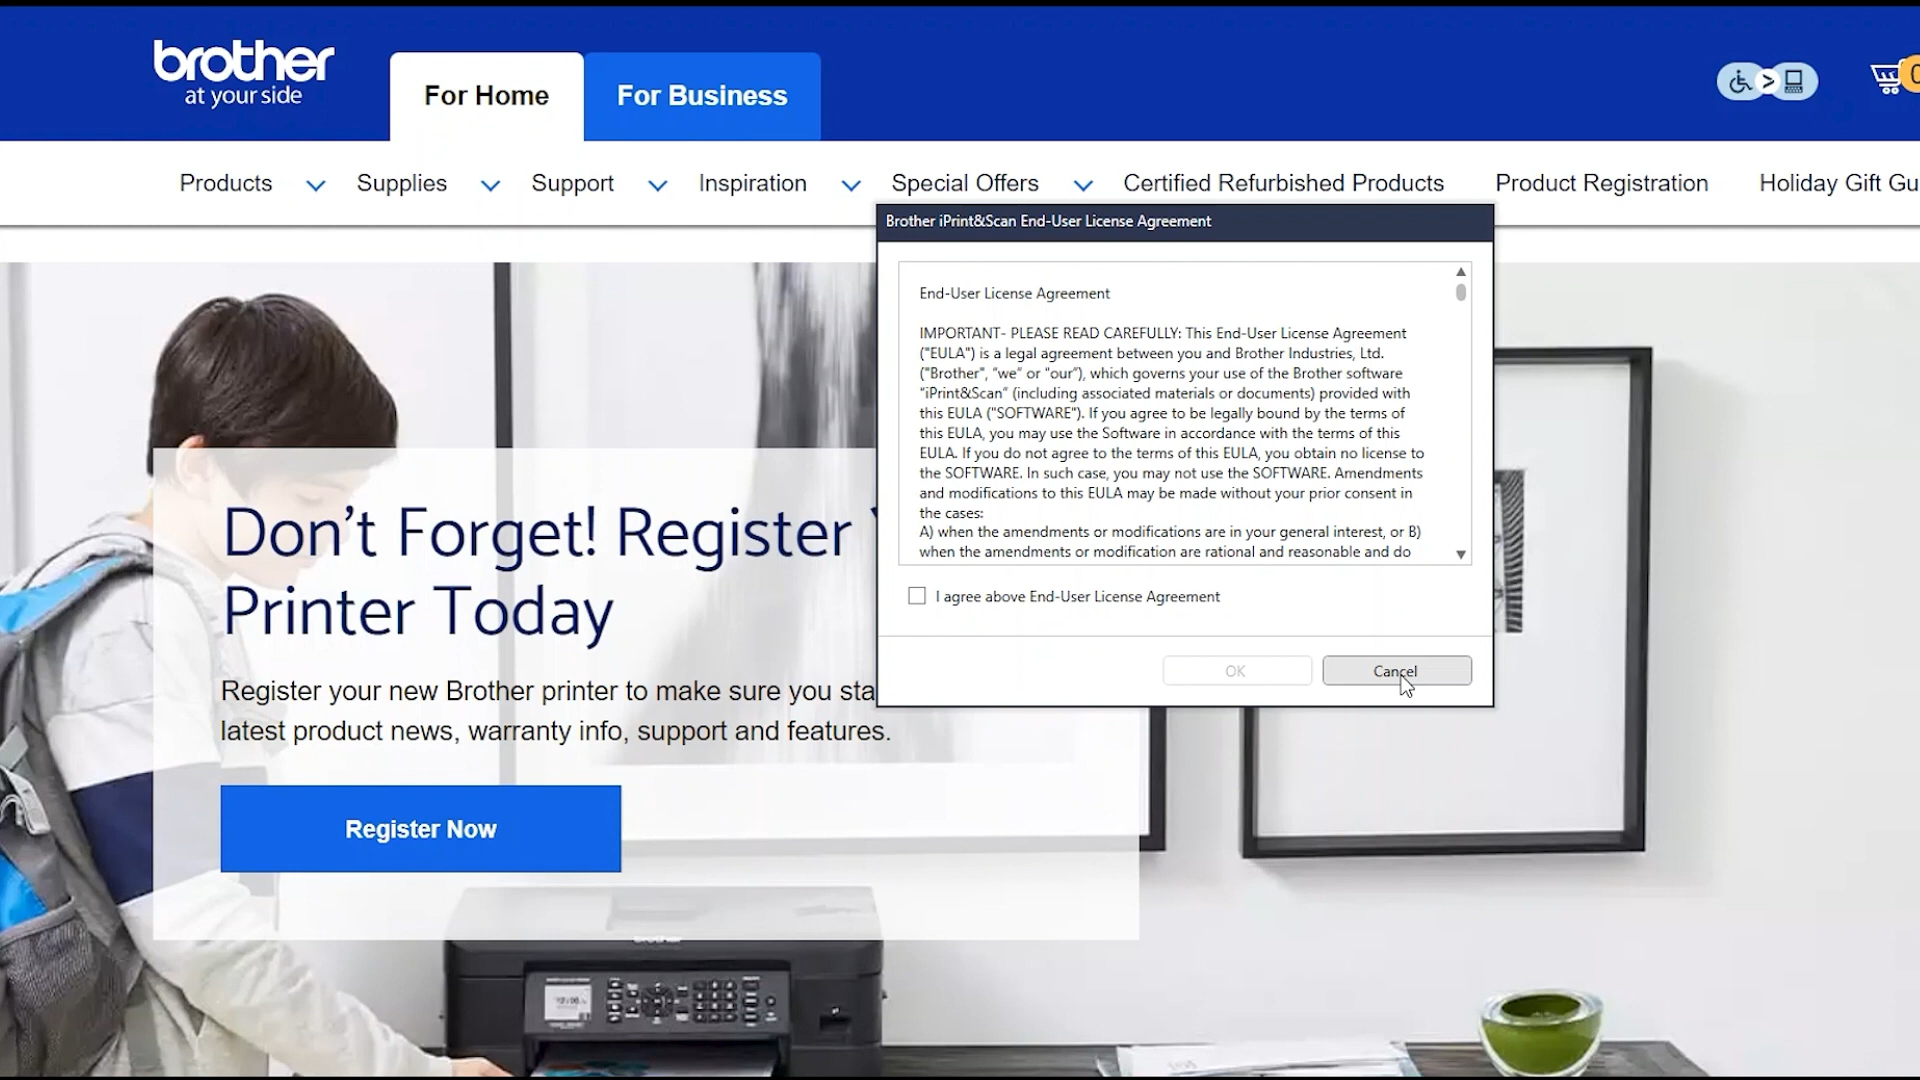 brother
at your side
For Home
For Business
Products
Supplies
Support
Inspiration
Special Offers
Certified Refurbished Products
Product Registration
Holiday Gift Gu
Brother iPrint&Scan End-User License Agreement
End-User License Agreement
IMPORTANT- PLEASE READ CAREFULLY: This End-User License Agreement
("EULA") is a legal agreement between you and Brother Industries, Ltd.
("Brother", "we" or "our"), which governs your use of the Brother software
"iPrint&Scan" (including associated materials or documents) provided with
this EULA ("SOFTWARE"). If you agree to be legally bound by the terms of
this EULA, you may use the Software in accordance with the terms of this
EULA. If you do not agree to the terms of this EULA, you obtain no license to
the SOFTWARE. In such case, you may not use the SOFTWARE. Amendments
and modifications to this EULA may be made without your prior consent in
the cases:
A) when the amendments or modifications are in your general interest, or B)
when the amendments or modification are rational and reasonable and do
I agree above End-User License Agreement
OK
Cancel
Don't Forget! Register
Printer Today
Register your new Brother printer to make sure you sta
latest product news, warranty info, support and features.
Register Now
brother